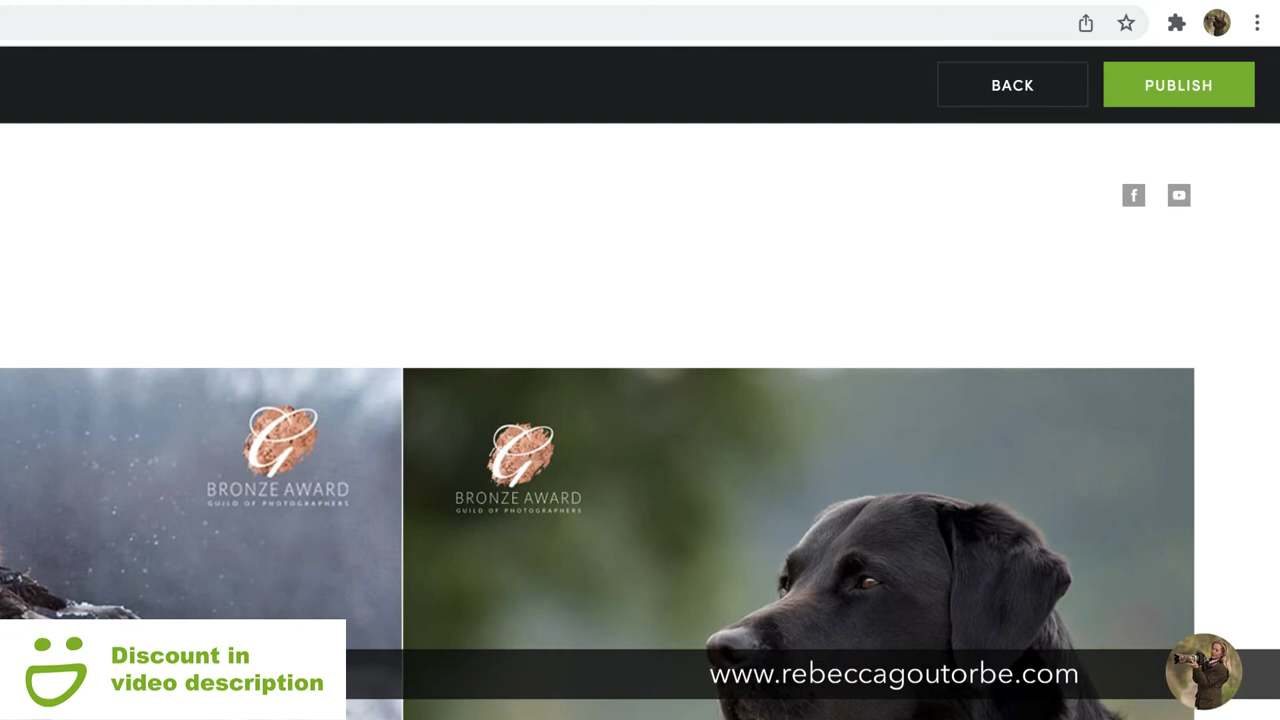 BACK
PUBLISH
BRONZE AWARD
GUILD OF PHOTOGRAPHERS
BRONZE AWARD
GUILD OF PHOTOGRAPHERS
Discount in
video description
www.rebeccagoutorbe.com